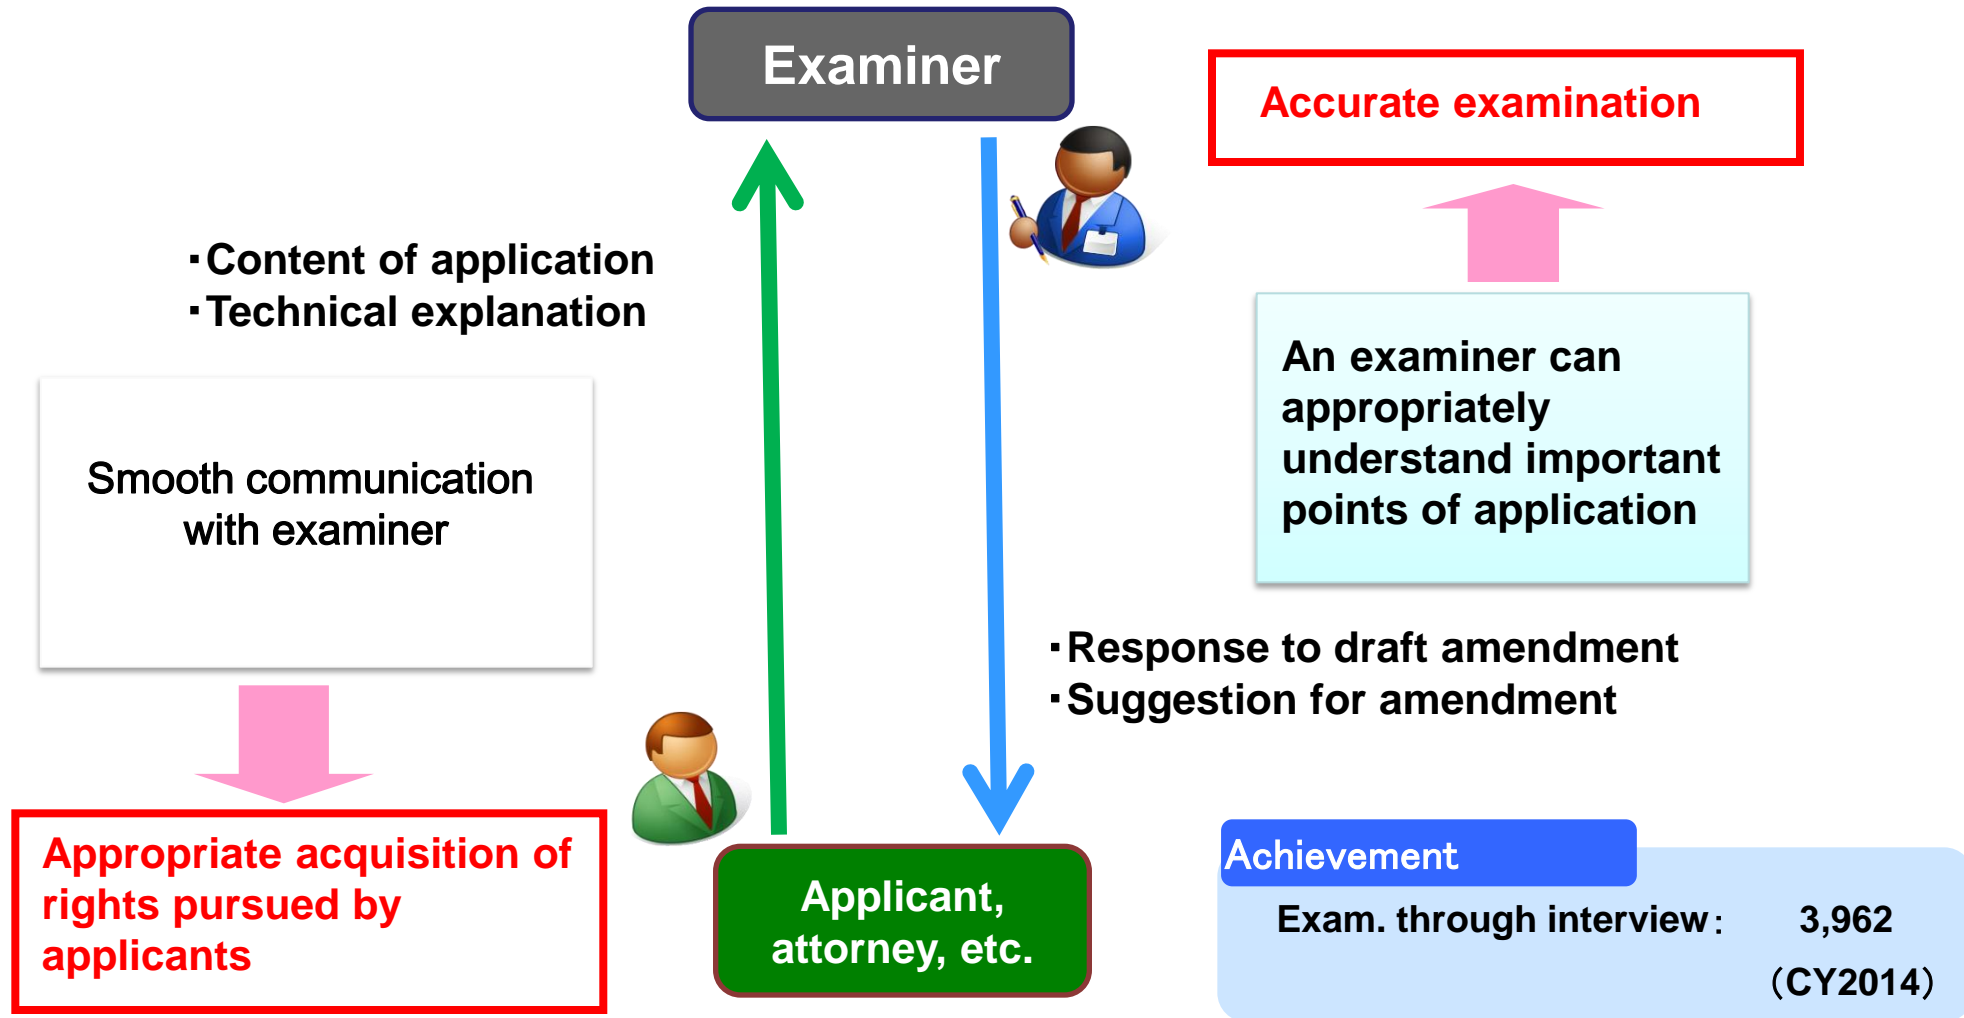 Examiner
Accurate examination
・Content of application
・Technical explanation
An examiner can
appropriately
understand important
points of application
Smooth communication
with examiner
・Response to draft amendment
・Suggestion for amendment
Appropriate acquisition of
rights pursued by
applicants
Applicant,
attorney, etc.
Achievement
Exam. through interview： 3,962
（CY2014）